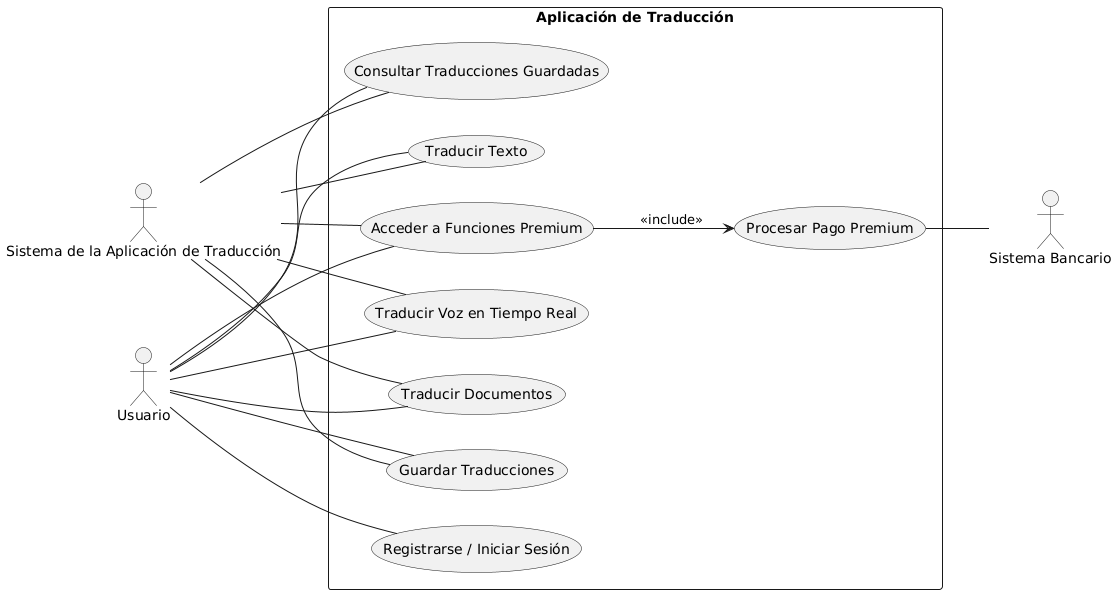 Aplicación de Traducción
Consultar Traducciones Guardadas
Traducir Texto
Sistema de la Aplicación de Traducción
Acceder a Funciones Premium
«include»
Procesar Pago Premium
Sistema Bancario
Traducir Voz en Tiempo Real
Usuario
Traducir Documentos
Guardar Traducciones
Registrarse / Iniciar Sesión